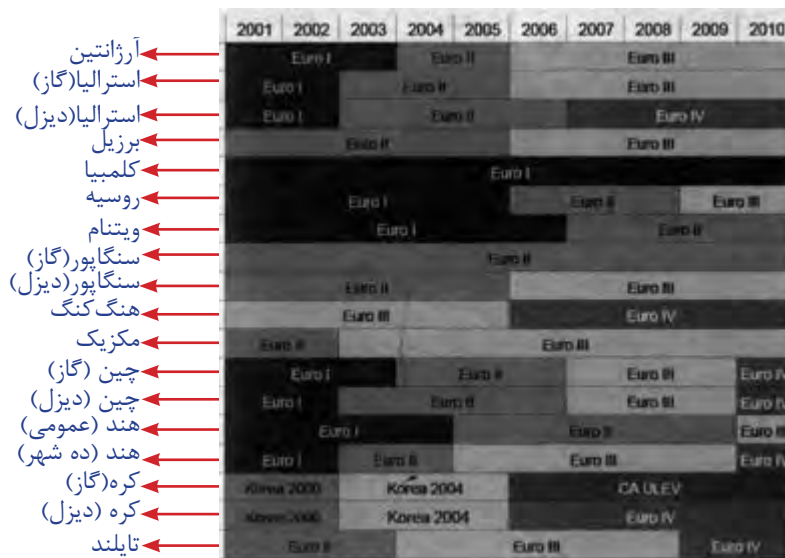 2001 2002 2003 2004 2005 2006 2007 2008 2009 2010
آرژانتین Euro I Euro II Euro III
استرالیا(گاز) Euro I Euro II Euro III
استرالیا(دیزل) Euro I Euro II Euro IV
برزیل Euro II Euro III
کلمبیا Euro I
روسیه Euro I Euro II Euro III
ویتنام Euro I Euro II
سنگاپور(گاز) Euro II
سنگاپور(دیزل) Euro II Euro III
هنگ کنگ Euro III Euro IV
مکزیک Euro II Euro III
چین (گاز) Euro I Euro II Euro III Euro IV
چین (دیزل) Euro I Euro II Euro III Euro IV
هند (عمومی) Euro I Euro II Euro III
هند (ده شهر) Euro I Euro II Euro III Euro IV
کره(گاز) Korea 2000 Korea 2004 CA ULEV
کره (دیزل) Korea 2000 Korea 2004 Euro IV
تایلند Euro II Euro III Euro IV